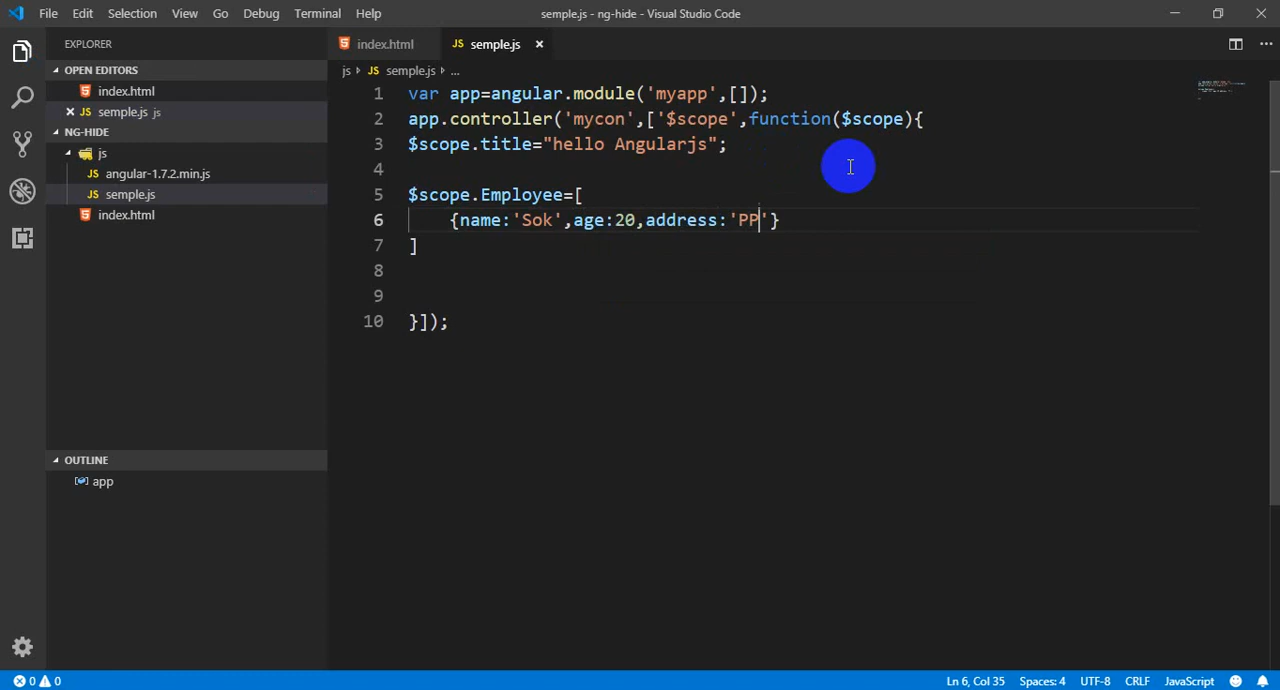 File Edit Selection View Go Debug Terminal Help
semple.js - ng-hide - Visual Studio Code
EXPLORER
OPEN EDITORS
index.html
semple.js js
NG-HIDE
js
angular-1.7.2.min.js
semple.js
index.html
OUTLINE
app
index.html
semple.js
js semple.js ...
1 var app=angular.module('myapp',[]);
2 app.controller('mycon',['$scope',function($scope){
3 $scope.title="hello Angularjs";
4
5 $scope.Employee=[
6 {name:'Sok',age:20,address:'PP'}
7 ]
8
9
10 }]);
0 0
Ln 6, Col 35 Spaces: 4 UTF-8 CRLF JavaScript